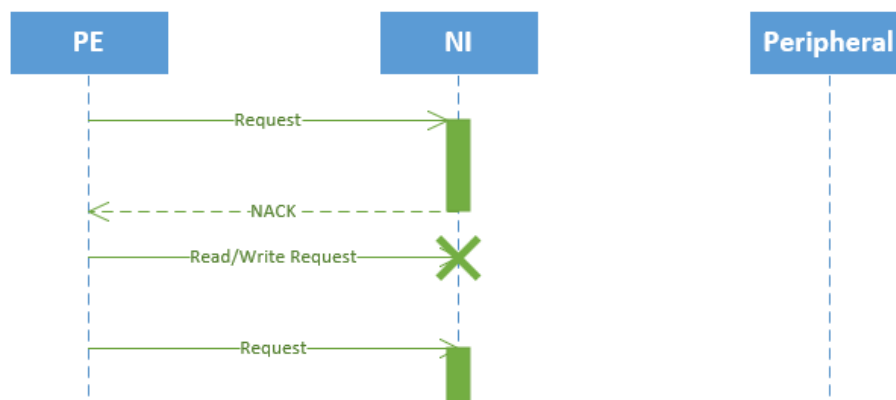 PE
NI
Peripheral
Request
NACK
Read/Write Request
Request